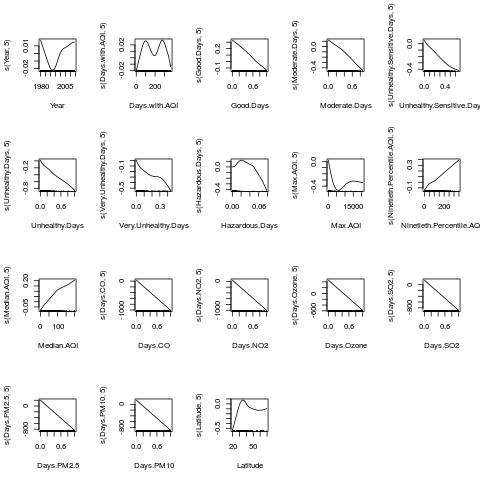 s(Year, 5)
0.01
-0.02
1980 2005
Year
s(Days.with.AQI, 5)
0.02
-0.02
0 200
Days.with.AQI
s(Good.Days, 5)
0.2
-0.1
0.0 0.6
Good.Days
s(Moderate.Days, 5)
0.0
-0.4
0.0 0.6
Moderate.Days
s(Unhealthy.Sensitive.Days, 5)
0.0
-0.4
0.0 0.4
Unhealthy.Sensitive.Day
s(Unhealthy.Days, 5)
-0.2
-0.8
0.0 0.6
Unhealthy.Days
s(Very.Unhealthy.Days, 5)
-0.1
-0.5
0.0 0.3
Very.Unhealthy.Days
s(Hazardous.Days, 5)
0.0
-0.4
0.00 0.06
Hazardous.Days
s(Max.AQI, 5)
0.0
-0.4
0 15000
Max.AQI
s(Ninetieth.Percentile.AQI, 5)
0.3
-0.1
0 200
Ninetieth.Percentile.AQ
s(Median.AQI, 5)
0.20
-0.05
0 100
Median.AQI
s(Days.CO, 5)
0
-1000
0.0 0.6
Days.CO
s(Days.NO2, 5)
0
-1000
0.0 0.6
Days.NO2
s(Days.Ozone, 5)
0
-600
0.0 0.6
Days.Ozone
s(Days.SO2, 5)
0
-800
0.0 0.6
Days.SO2
s(Days.PM2.5, 5)
0
-800
0.0 0.6
Days.PM2.5
s(Days.PM10, 5)
0
-800
0.0 0.6
Days.PM10
s(Latitude, 5)
0.0
-0.5
20 50
Latitude